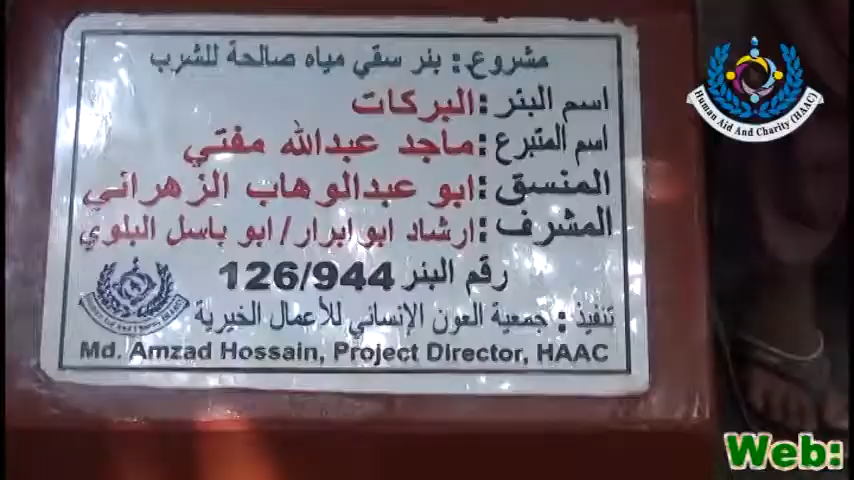 مشروع: بئر سقي مياه صالحة للشرب
اسم البئر: البركات
اسم المتبرع: ماجد عبدالله مفتي
المنسق: ابو عبدالوهاب الزهراني
المشرف: ارشاد ابو ابرار/ ابو باسل البلوي
رقم البئر 126/944
تنفيذ: جمعية العون الإنساني للأعمال الخيرية
Md. Amzad Hossain, Project Director, HAAC
Human Aid And Charity (HAAC)
Web: